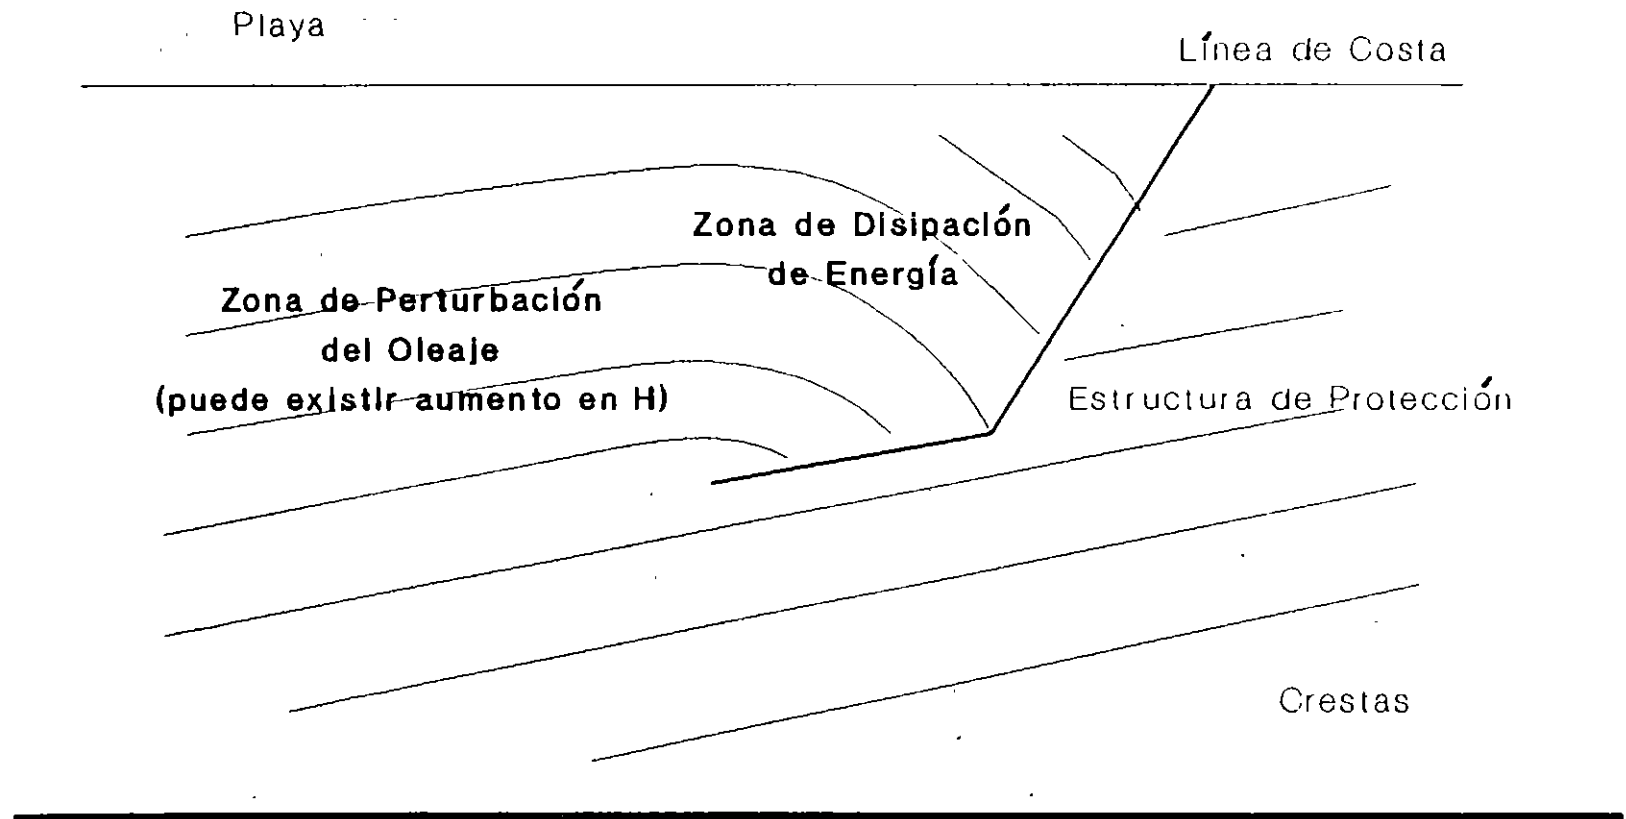 Playa
Línea de Costa
Zona de Disipación
de Energía
Zona de Perturbación
del Oleaje
(puede existir aumento en H)
Estructura de Protección
Crestas